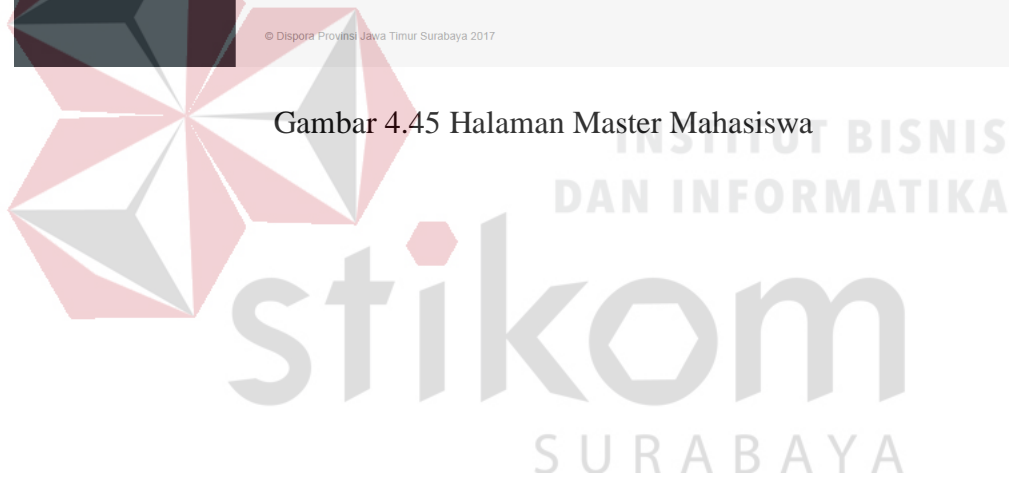 © Dispora Provinsi Jawa Timur Surabaya 2017
Gambar 4.45 Halaman Master Mahasiswa
INSTITUT BISNIS
DAN INFORMATIKA
stikom
SURABAYA